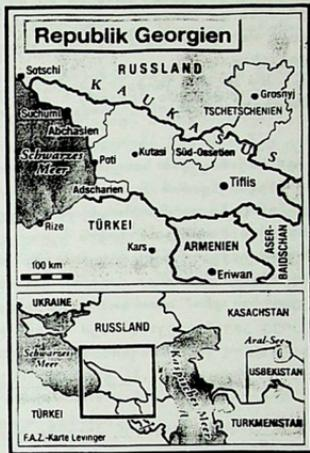 Republik Georgien
Sotschi
RUSSLAND
KAUKASUS
Grosnyj
TSCHETSCHENIEN
Suchumi
Abchasien
Schwarzes
Meer
Poti
Kutasi
Süd-Ossetien
Tiflis
Adscharien
TÜRKEI
Rize
Kars
ARMENIEN
ASER-
BAIDSCHAN
Eriwan
100 km
UKRAINE
RUSSLAND
KASACHSTAN
Schwarzes
Meer
Kaspisches Meer
Aral-See
USBEKISTAN
TÜRKEI
TURKMENISTAN
F.A.Z.-Karte Levinger